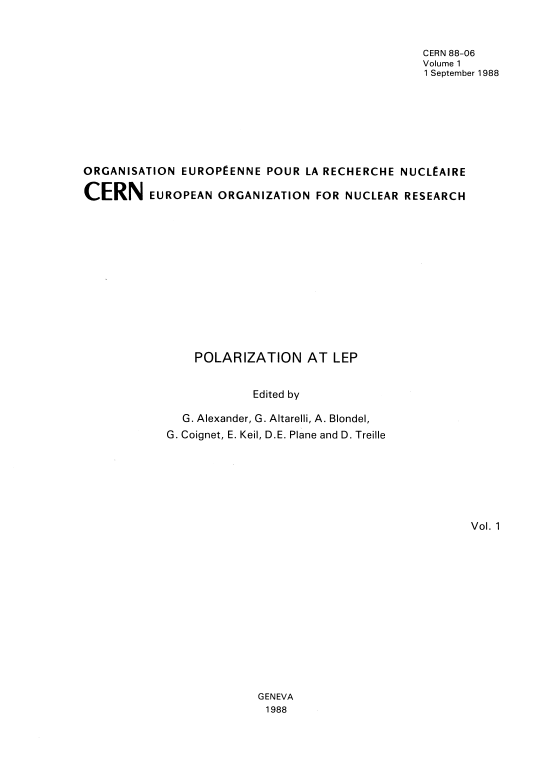 CERN 88–06
Volume 1
1 September 1988
ORGANISATION EUROPÉENNE POUR LA RECHERCHE NUCLÉAIRE
CERN EUROPEAN ORGANIZATION FOR NUCLEAR RESEARCH
POLARIZATION AT LEP
Edited by
G. Alexander, G. Altarelli, A. Blondel,
G. Coignet, E. Keil, D.E. Plane and D. Treille
Vol. 1
GENEVA
1988